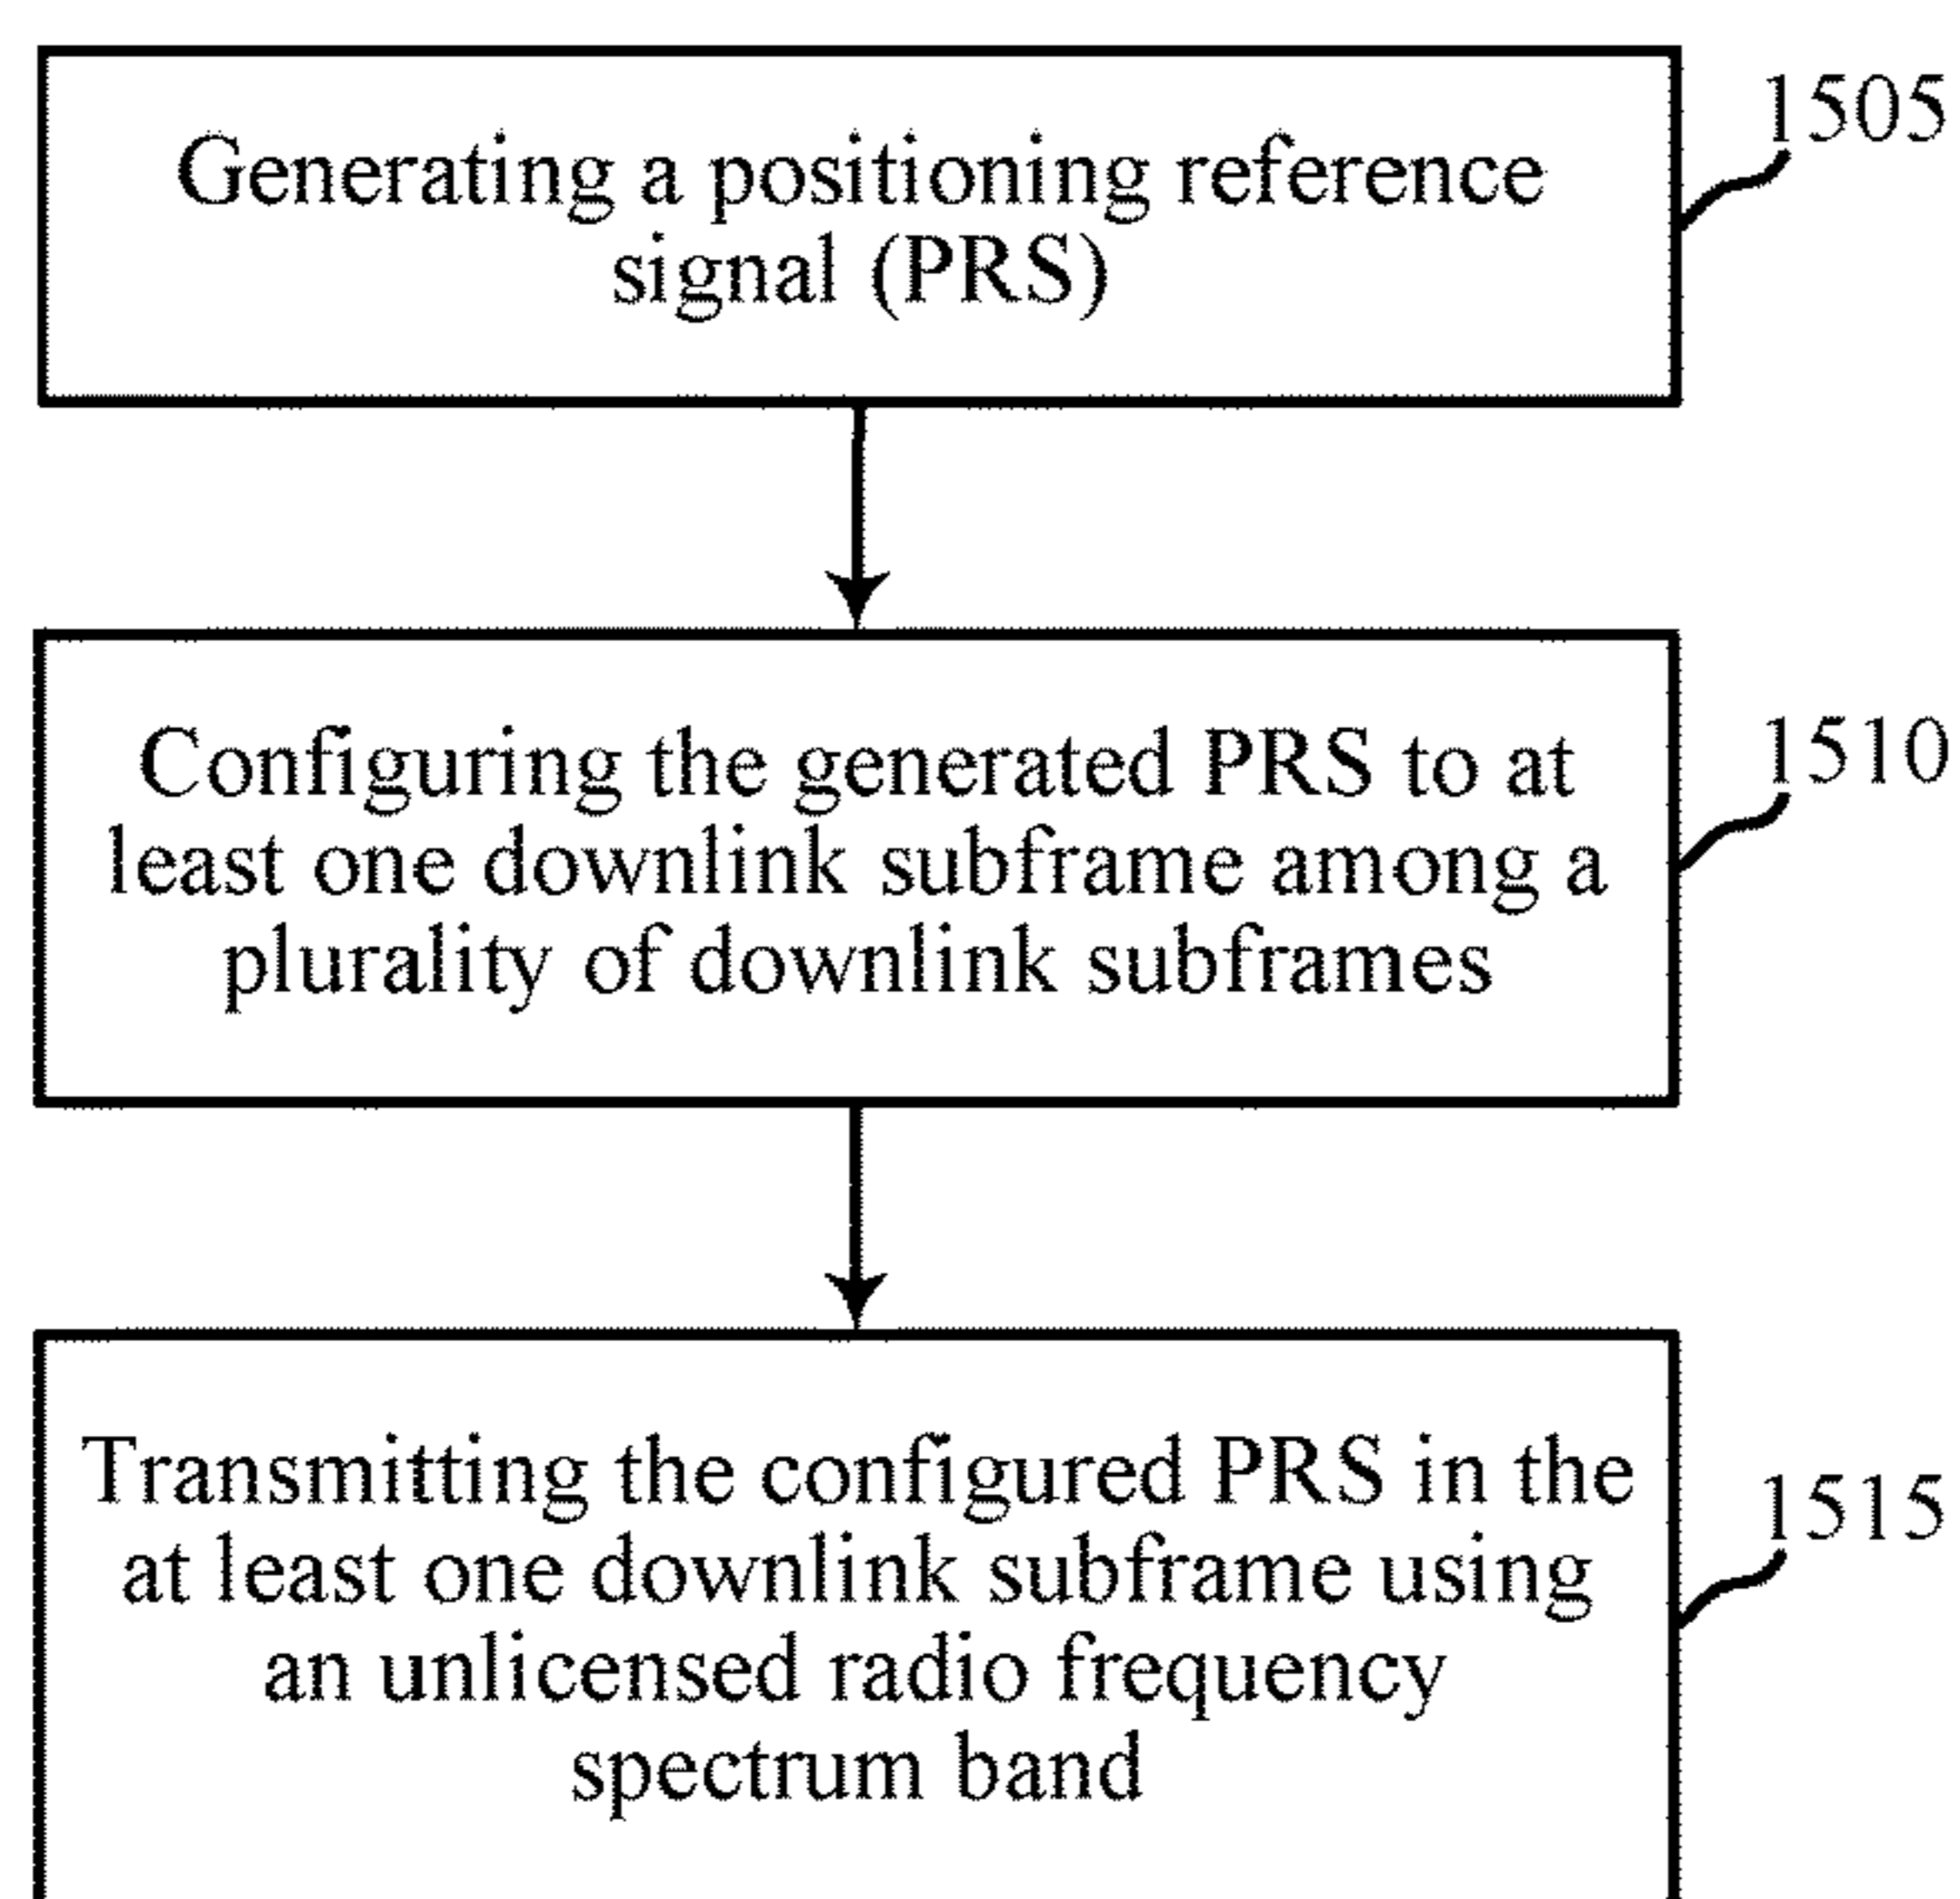 1505
Generating a positioning reference
signal (PRS)
1510
Configuring the generated PRS to at
least one downlink subframe among a
plurality of downlink subframes
1515
Transmitting the configured PRS in the
at least one downlink subframe using
an unlicensed radio frequency
spectrum band